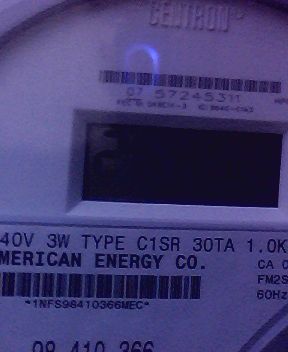 CENTRON
07 57245311
40V 3W TYPE C1SR 30TA 1.0K
MERICAN ENERGY CO.
CA 0
FM2S
60Hz
*1NFS98410366MEC*
98 410 366